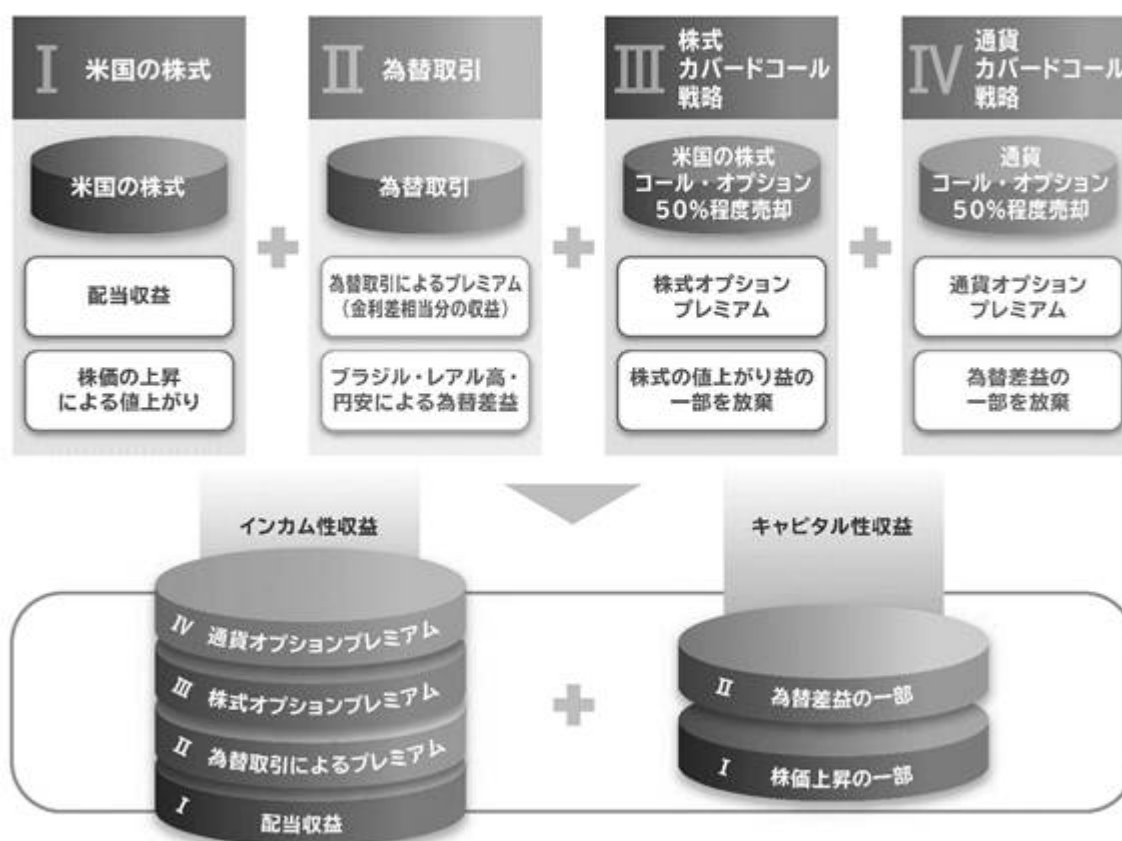 I 米国の株式
II 為替取引
III 株式
カバードコール
戦略
IV 通貨
カバードコール
戦略
米国の株式
為替取引
米国の株式
コール・オプション
50%程度売却
通貨
コール・オプション
50%程度売却
配当収益
為替取引によるプレミアム
(金利差相当分の収益)
株式オプション
プレミアム
通貨オプション
プレミアム
株価の上昇
による値上がり
ブラジル・レアル高・
円安による為替差益
株式の値上がり益の
一部を放棄
為替差益の
一部を放棄
インカム性収益
キャピタル性収益
IV 通貨オプションプレミアム
III 株式オプションプレミアム
II 為替取引によるプレミアム
I 配当収益
II 為替差益の一部
I 株価上昇の一部